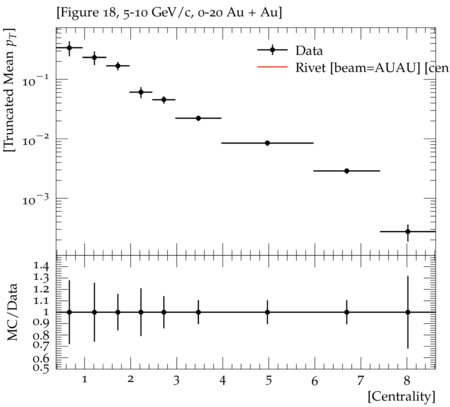 [Figure 18, 5-10 GeV/c, 0-20 Au + Au]
[Truncated Mean pT]
Data
Rivet [beam=AUAU] [cen
10−1
10−2
10−3
MC/Data
1.4
1.3
1.2
1.1
1
0.9
0.8
0.7
0.6
0.5
1 2 3 4 5 6 7 8
[Centrality]